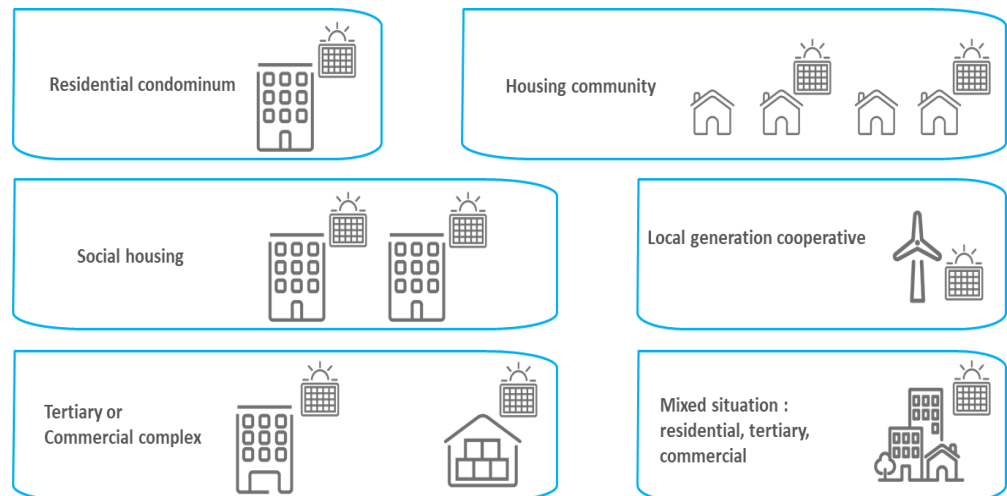 Residential condominum
Housing community
Social housing
Local generation cooperative
Tertiary or
Commercial complex
Mixed situation :
residential, tertiary,
commercial